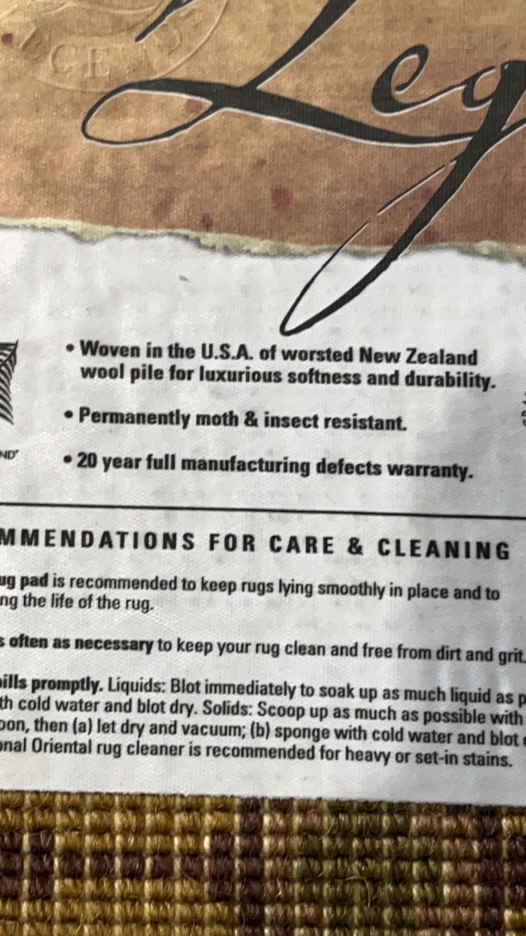 Leg
• Woven in the U.S.A. of worsted New Zealand
wool pile for luxurious softness and durability.
• Permanently moth & insect resistant.
• 20 year full manufacturing defects warranty.
MMENDATIONS FOR CARE & CLEANING
ug pad is recommended to keep rugs lying smoothly in place and to
ng the life of the rug.
s often as necessary to keep your rug clean and free from dirt and grit.
ills promptly. Liquids: Blot immediately to soak up as much liquid as p
th cold water and blot dry. Solids: Scoop up as much as possible with
oon, then (a) let dry and vacuum; (b) sponge with cold water and blot
onal Oriental rug cleaner is recommended for heavy or set-in stains.